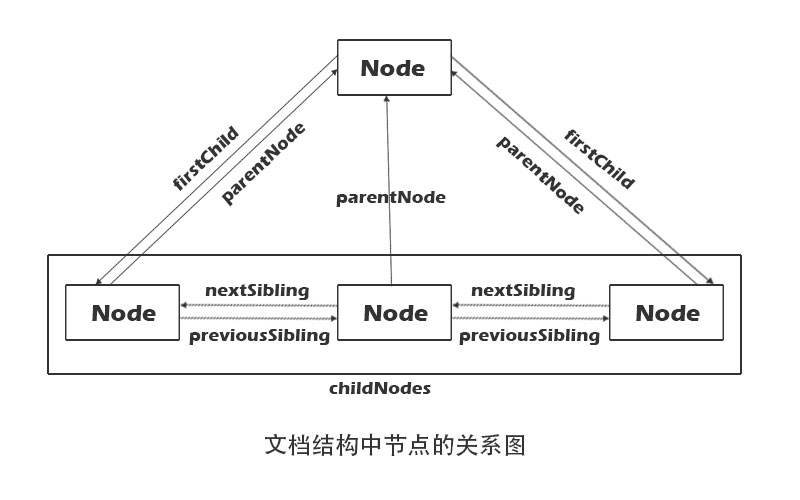 Node
firstChild
parentNode
parentNode
parentNode
firstChild
Node
nextSibling
previousSibling
Node
nextSibling
previousSibling
Node
childNodes
文档结构中节点的关系图